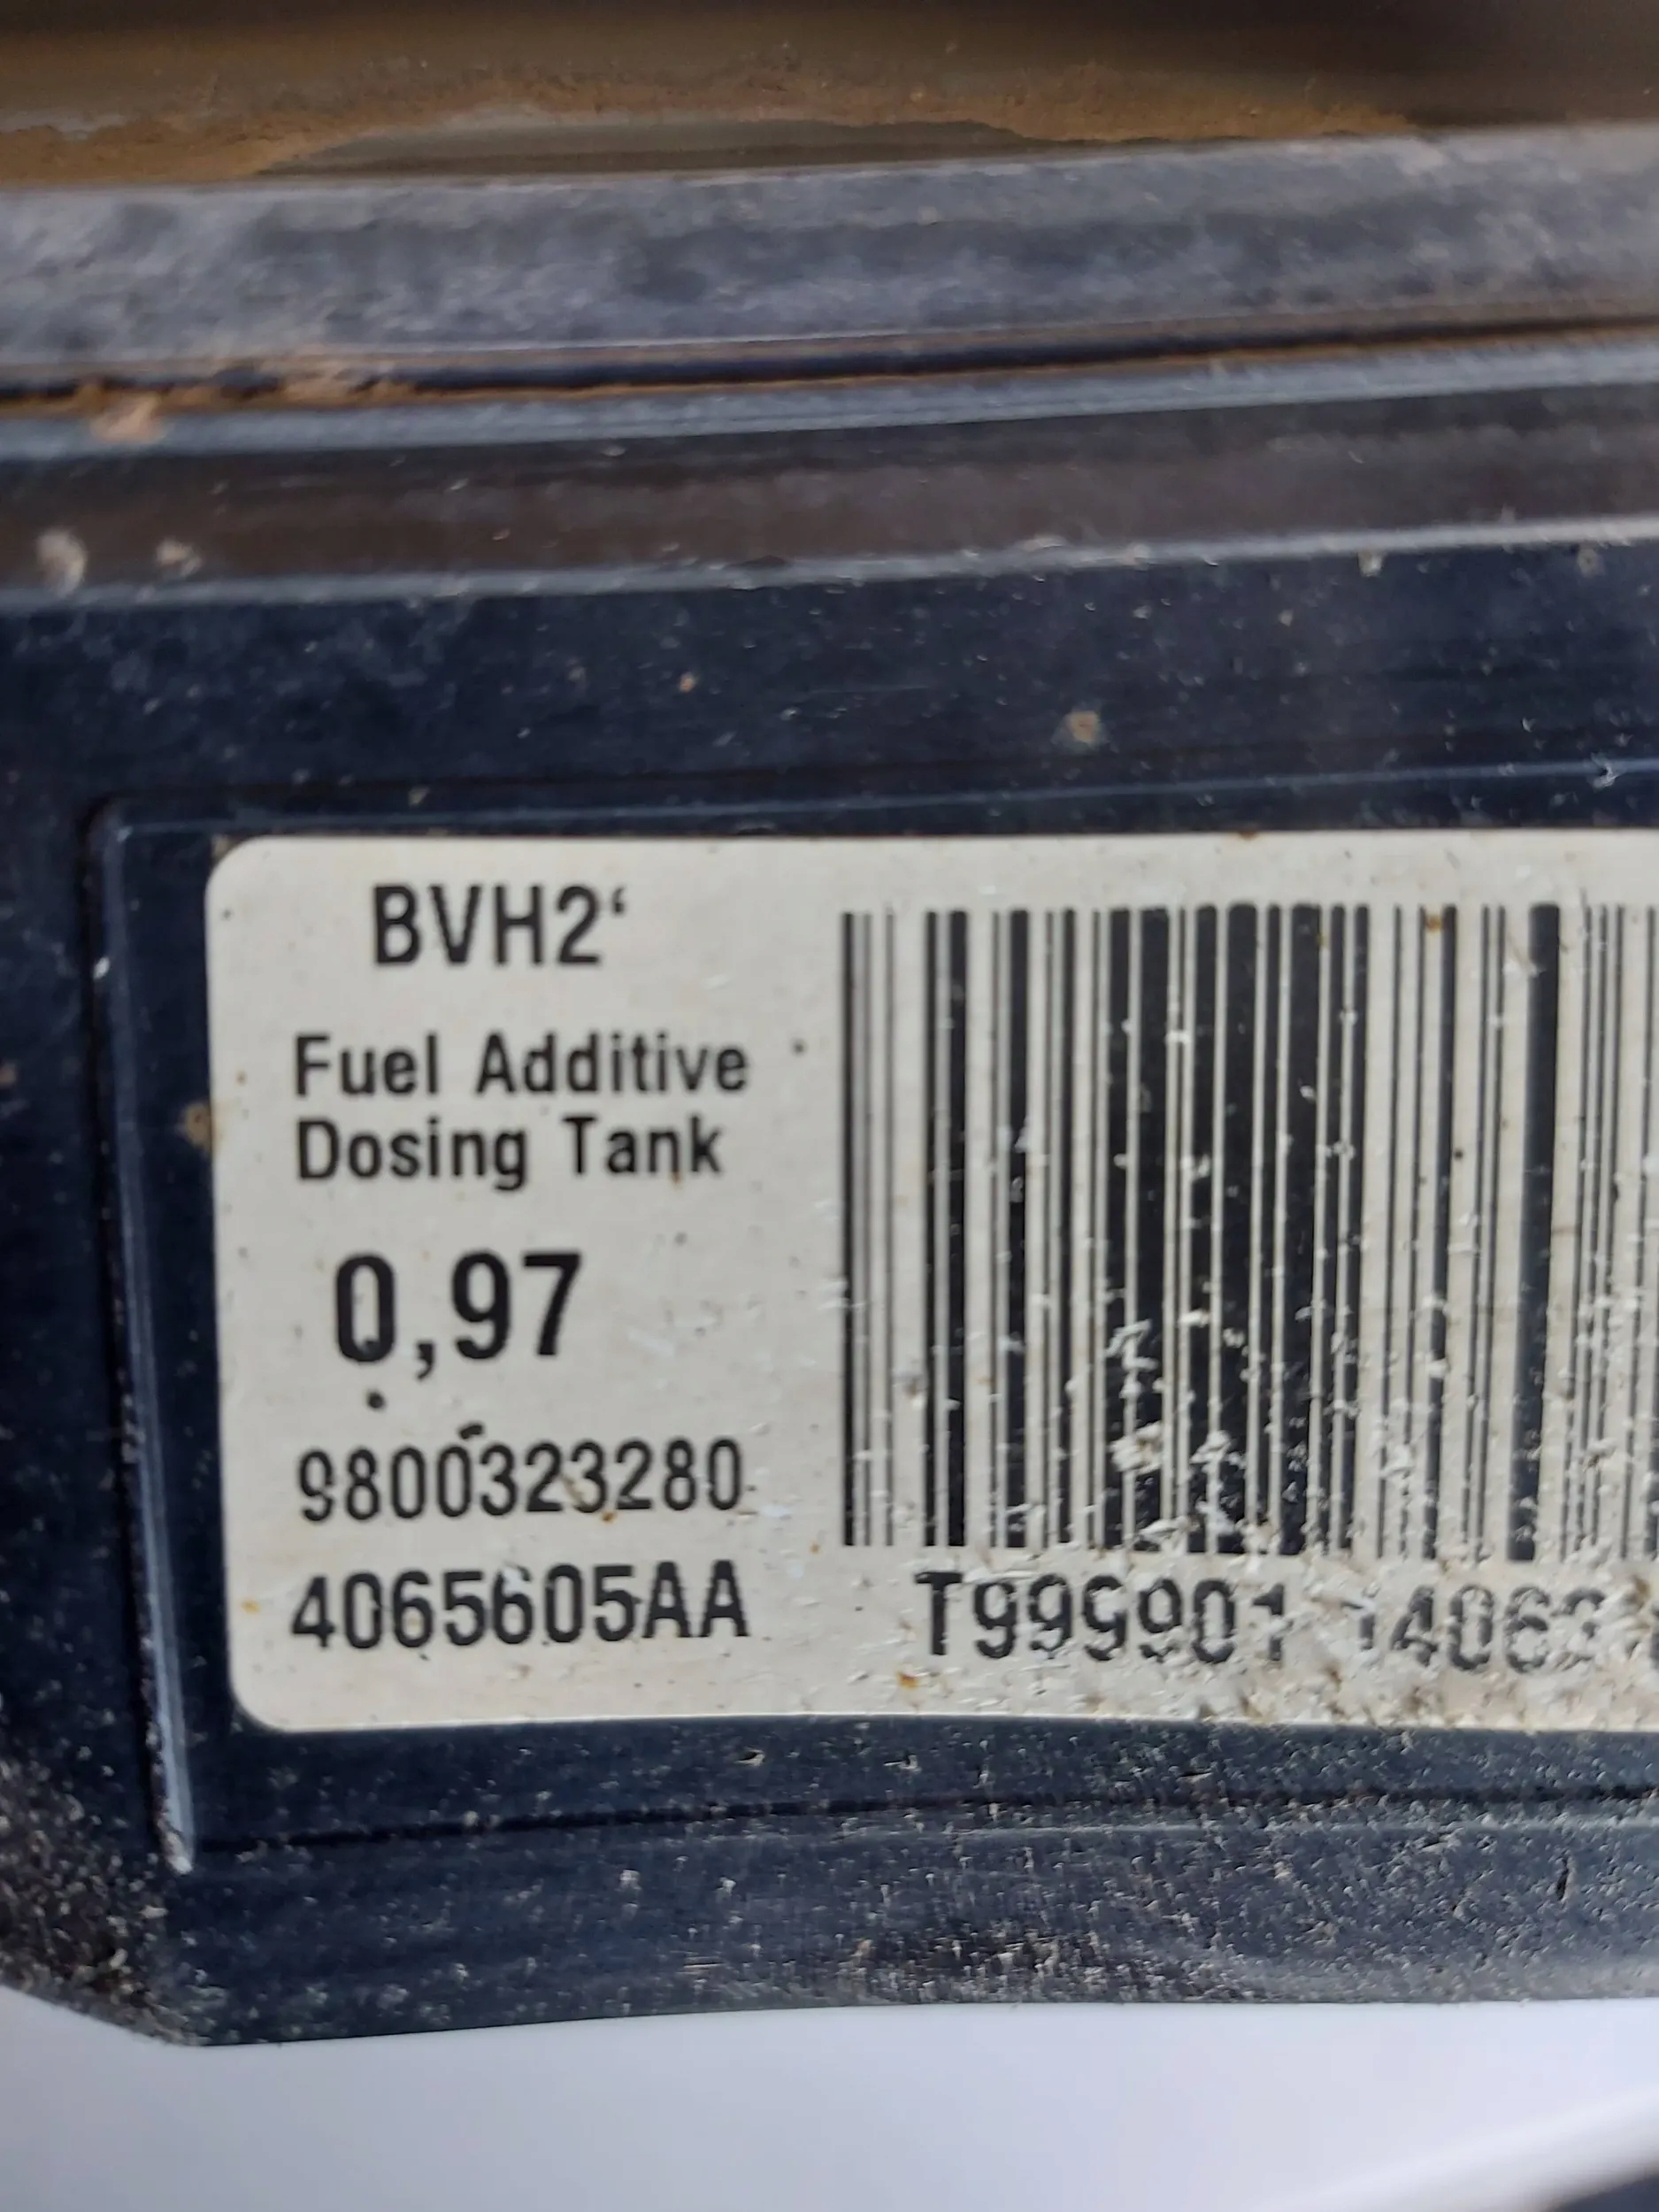 BVH2‘
Fuel Additive
Dosing Tank
0,97
9800323280
4065605AA